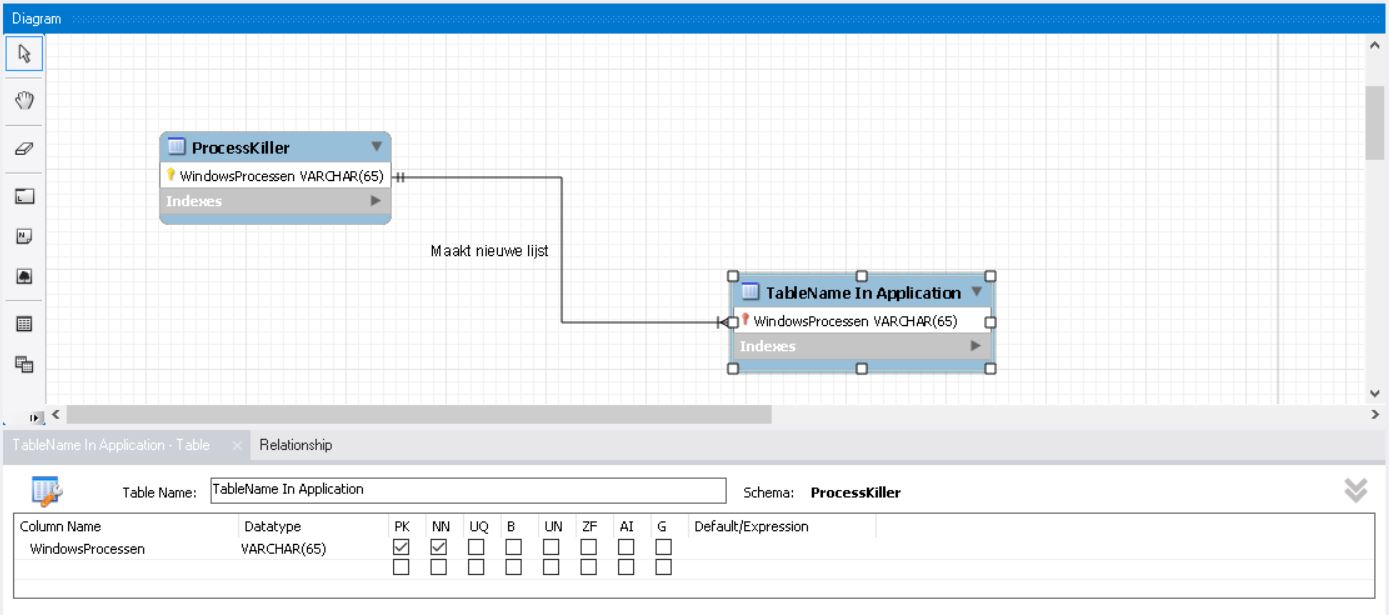 Diagram
ProcessKiller
WindowsProcessen VARCHAR(65)
Indexes
Maakt nieuwe lijst
TableName In Application
WindowsProcessen VARCHAR(65)
Indexes
TableName In Application - Table × Relationship
Table Name: TableName In Application Schema: ProcessKiller
Column Name Datatype PK NN UQ B UN ZF AI G Default/Expression
WindowsProcessen VARCHAR(65)